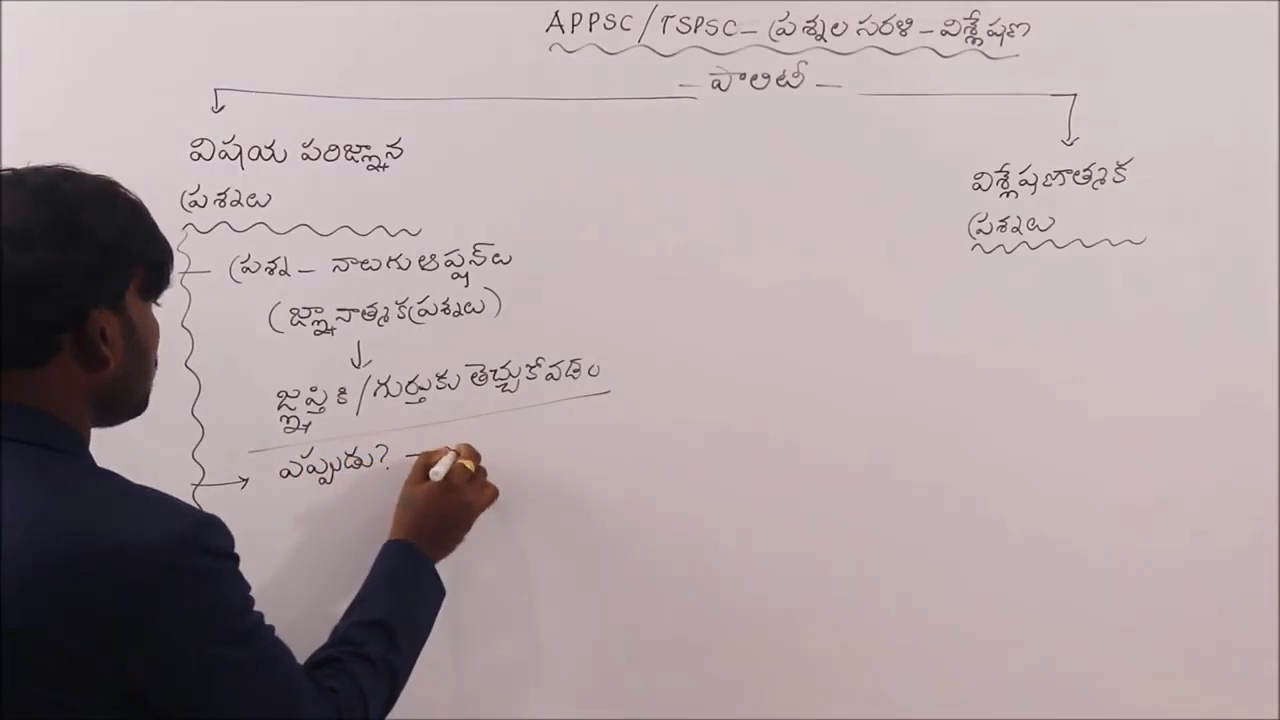 APPSC/TSPSC- ప్రశ్నల సరళి - విశ్లేషణ
- పాలిటీ -
విషయ పరిజ్ఞాన
ప్రశ్నలు
ప్రశ్న - నాలుగు ఆప్షన్‌లు
(జ్ఞానాత్మక ప్రశ్నలు)
జ్ఞప్తికి / గుర్తుకు తెచ్చుకోవడం
ఎప్పుడు? -
విశ్లేషణాత్మక
ప్రశ్నలు